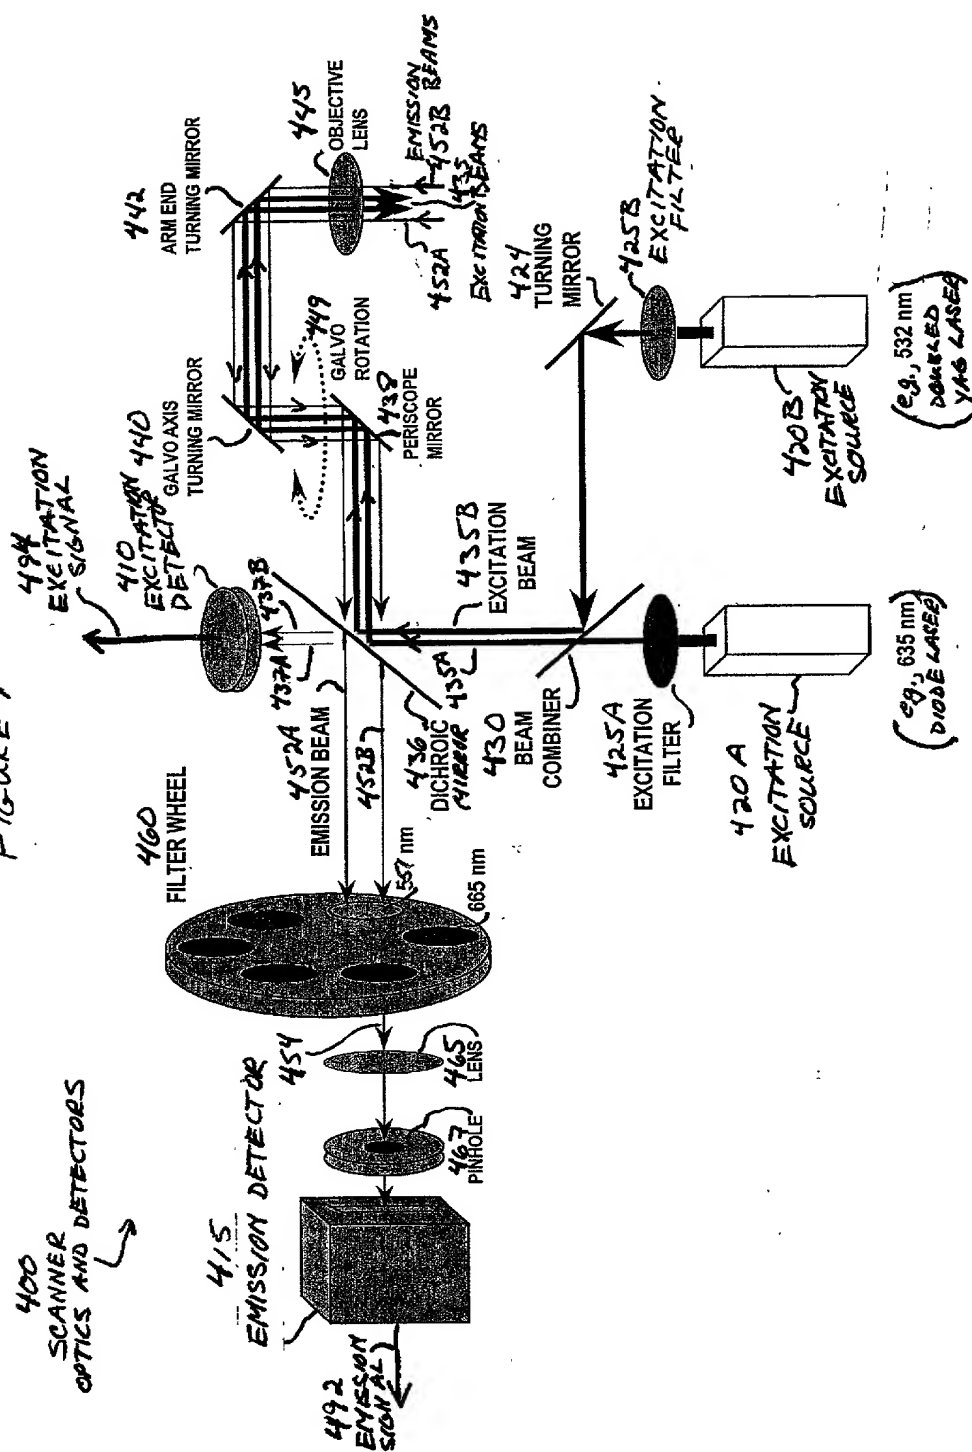 FIGURE 4
400
SCANNER
OPTICS AND DETECTORS
494
EXCITATION
SIGNAL
410
EXCITATION
DETECTOR
437A
437B
440
GALVO AXIS
TURNING MIRROR
442
ARM END
TURNING MIRROR
445
OBJECTIVE
LENS
EMISSION
452B BEAMS
435
EXCITATION BEAMS
452A
449
GALVO
ROTATION
438
PERISCOPE
MIRROR
460
FILTER WHEEL
452A
EMISSION BEAM
452B
436
DICHROIC
MIRROR
435A
435B
EXCITATION
BEAM
430
BEAM
COMBINER
424
TURNING
MIRROR
425B
EXCITATION
FILTER
425A
EXCITATION
FILTER
420A
EXCITATION
SOURCE
(e.g., 635 nm
DIODE LASER)
420B
EXCITATION
SOURCE
(e.g., 532 nm
DOUBLED
YAG LASER)
567 nm
665 nm
454
465
LENS
467
PINHOLE
415
EMISSION DETECTOR
492
EMISSION
SIGNAL